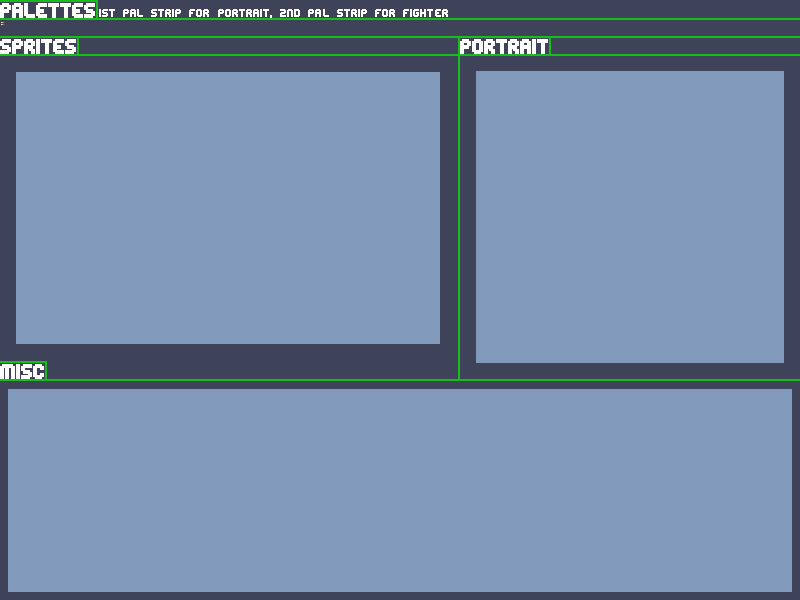 PALETTES 1ST PAL STRIP FOR PORTRAIT, 2ND PAL STRIP FOR FIGHTER
SPRITES
PORTRAIT
MISC